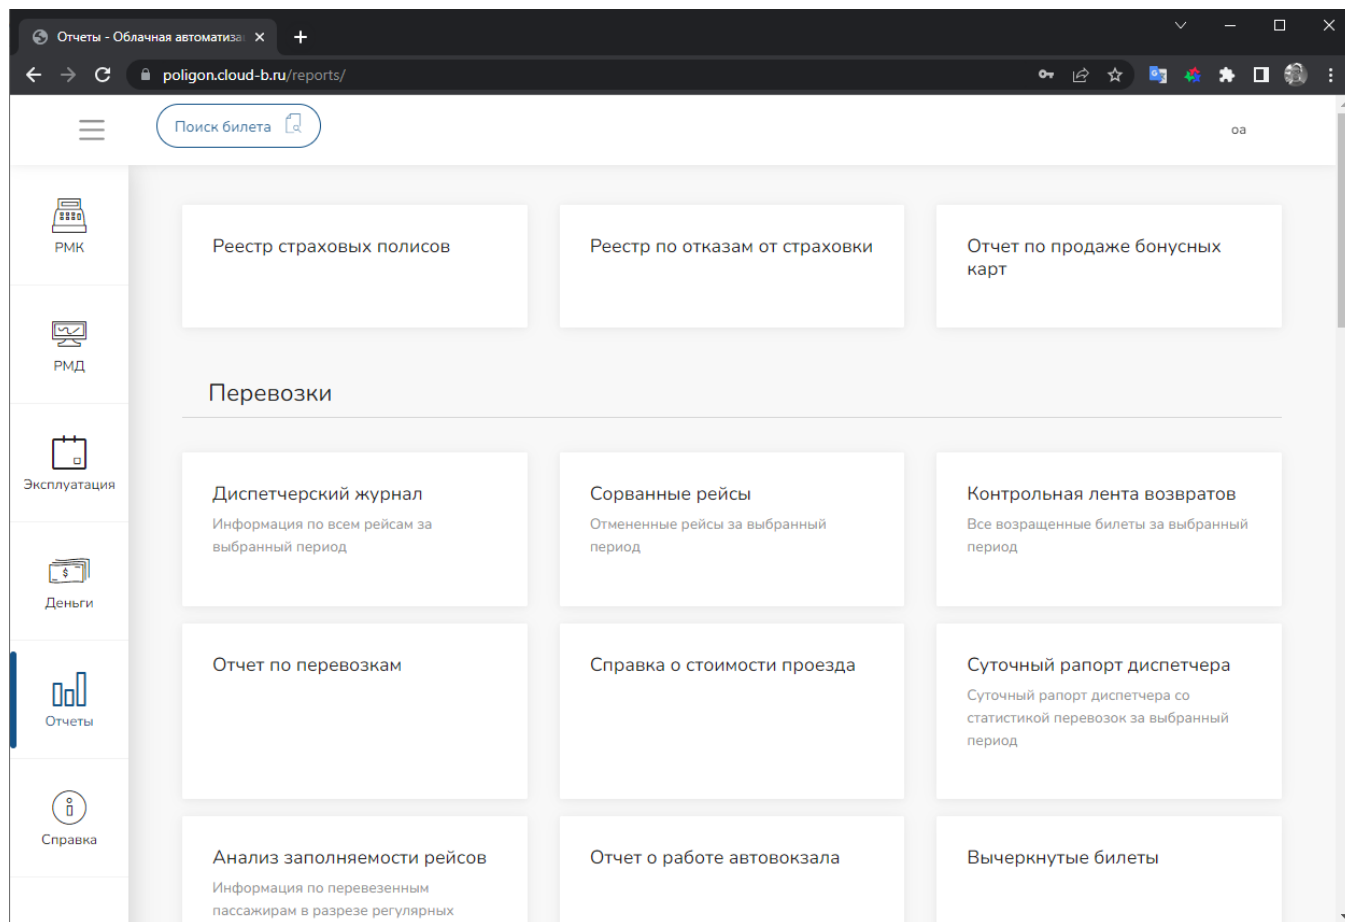 Отчеты - Облачная автоматиза
poligon.cloud-b.ru/reports/
Поиск билета
oa
РМК
РМД
Эксплуатация
Деньги
Отчеты
Справка
Реестр страховых полисов
Реестр по отказам от страховки
Отчет по продаже бонусных
карт
Перевозки
Диспетчерский журнал
Информация по всем рейсам за
выбранный период
Сорванные рейсы
Отмененные рейсы за выбранный
период
Контрольная лента возвратов
Все возращенные билеты за выбранный
период
Отчет по перевозкам
Справка о стоимости проезда
Суточный рапорт диспетчера
Суточный рапорт диспетчера со
статистикой перевозок за выбранный
период
Анализ заполняемости рейсов
Информация по перевезенным
пассажирам в разрезе регулярных
Отчет о работе автовокзала
Вычеркнутые билеты